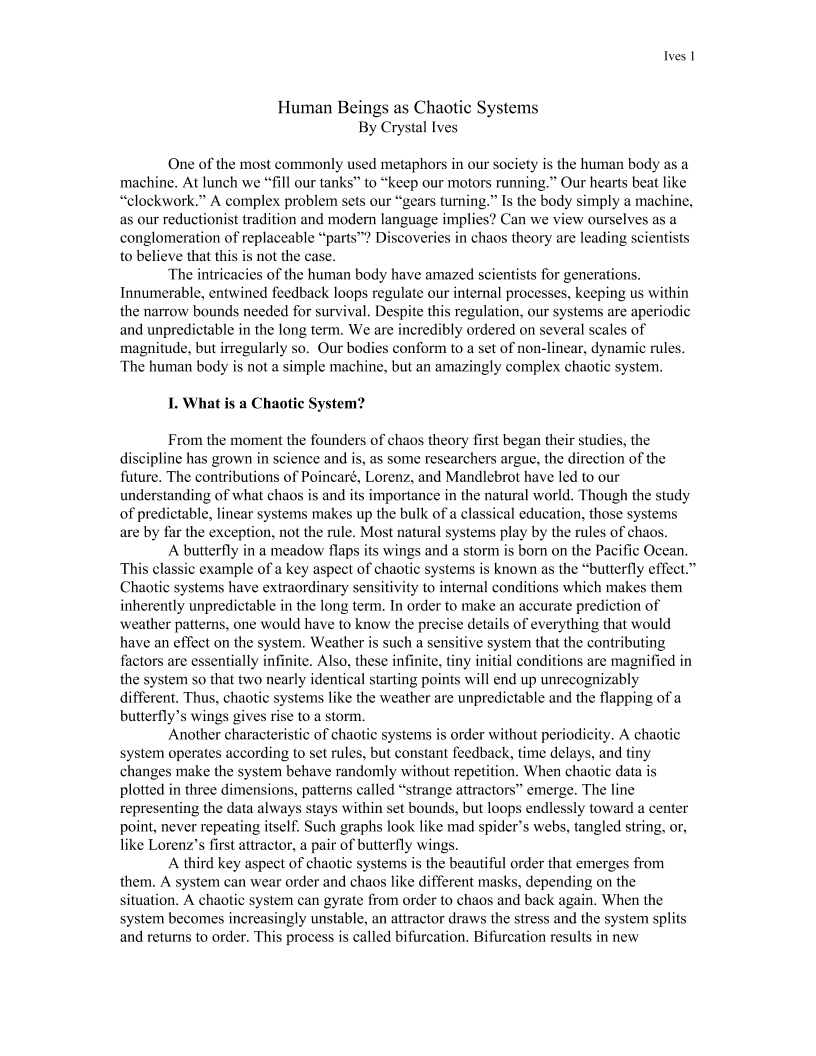 Ives 1
Human Beings as Chaotic Systems
By Crystal Ives
One of the most commonly used metaphors in our society is the human body as a
machine. At lunch we “fill our tanks” to “keep our motors running.” Our hearts beat like
“clockwork.” A complex problem sets our “gears turning.” Is the body simply a machine,
as our reductionist tradition and modern language implies? Can we view ourselves as a
conglomeration of replaceable “parts”? Discoveries in chaos theory are leading scientists
to believe that this is not the case.
The intricacies of the human body have amazed scientists for generations.
Innumerable, entwined feedback loops regulate our internal processes, keeping us within
the narrow bounds needed for survival. Despite this regulation, our systems are aperiodic
and unpredictable in the long term. We are incredibly ordered on several scales of
magnitude, but irregularly so.  Our bodies conform to a set of non-linear, dynamic rules.
The human body is not a simple machine, but an amazingly complex chaotic system.
I. What is a Chaotic System?
From the moment the founders of chaos theory first began their studies, the
discipline has grown in science and is, as some researchers argue, the direction of the
future. The contributions of Poincaré, Lorenz, and Mandlebrot have led to our
understanding of what chaos is and its importance in the natural world. Though the study
of predictable, linear systems makes up the bulk of a classical education, those systems
are by far the exception, not the rule. Most natural systems play by the rules of chaos.
A butterfly in a meadow flaps its wings and a storm is born on the Pacific Ocean.
This classic example of a key aspect of chaotic systems is known as the “butterfly effect.”
Chaotic systems have extraordinary sensitivity to internal conditions which makes them
inherently unpredictable in the long term. In order to make an accurate prediction of
weather patterns, one would have to know the precise details of everything that would
have an effect on the system. Weather is such a sensitive system that the contributing
factors are essentially infinite. Also, these infinite, tiny initial conditions are magnified in
the system so that two nearly identical starting points will end up unrecognizably
different. Thus, chaotic systems like the weather are unpredictable and the flapping of a
butterfly’s wings gives rise to a storm.
Another characteristic of chaotic systems is order without periodicity. A chaotic
system operates according to set rules, but constant feedback, time delays, and tiny
changes make the system behave randomly without repetition. When chaotic data is
plotted in three dimensions, patterns called “strange attractors” emerge. The line
representing the data always stays within set bounds, but loops endlessly toward a center
point, never repeating itself. Such graphs look like mad spider’s webs, tangled string, or,
like Lorenz’s first attractor, a pair of butterfly wings.
A third key aspect of chaotic systems is the beautiful order that emerges from
them. A system can wear order and chaos like different masks, depending on the
situation. A chaotic system can gyrate from order to chaos and back again. When the
system becomes increasingly unstable, an attractor draws the stress and the system splits
and returns to order. This process is called bifurcation. Bifurcation results in new